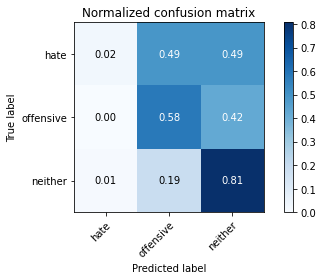 Normalized confusion matrix
True label
hate
offensive
neither
0.02 0.49 0.49
0.00 0.58 0.42
0.01 0.19 0.81
hate
offensive
neither
Predicted label
0.8
0.7
0.6
0.5
0.4
0.3
0.2
0.1
0.0